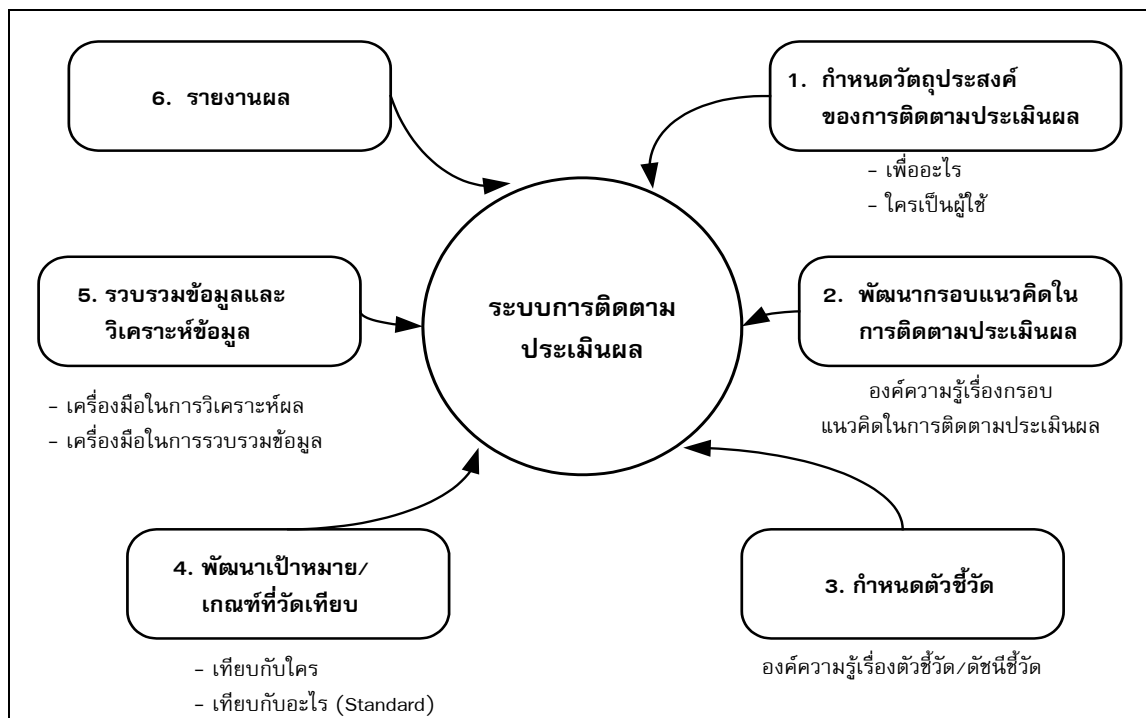 1. กำหนดวัตถุประสงค์
ของการติดตามประเมินผล
- เพื่ออะไร
- ใครเป็นผู้ใช้
2. พัฒนากรอบแนวคิดใน
การติดตามประเมินผล
องค์ความรู้เรื่องกรอบ
แนวคิดในการติดตามประเมินผล
3. กำหนดตัวชี้วัด
องค์ความรู้เรื่องตัวชี้วัด/ดัชนีชี้วัด
4. พัฒนาเป้าหมาย/
เกณฑ์ที่วัดเทียบ
- เทียบกับใคร
- เทียบกับอะไร (Standard)
5. รวบรวมข้อมูลและ
วิเคราะห์ข้อมูล
- เครื่องมือในการวิเคราะห์ผล
- เครื่องมือในการรวบรวมข้อมูล
6. รายงานผล
ระบบการติดตาม
ประเมินผล